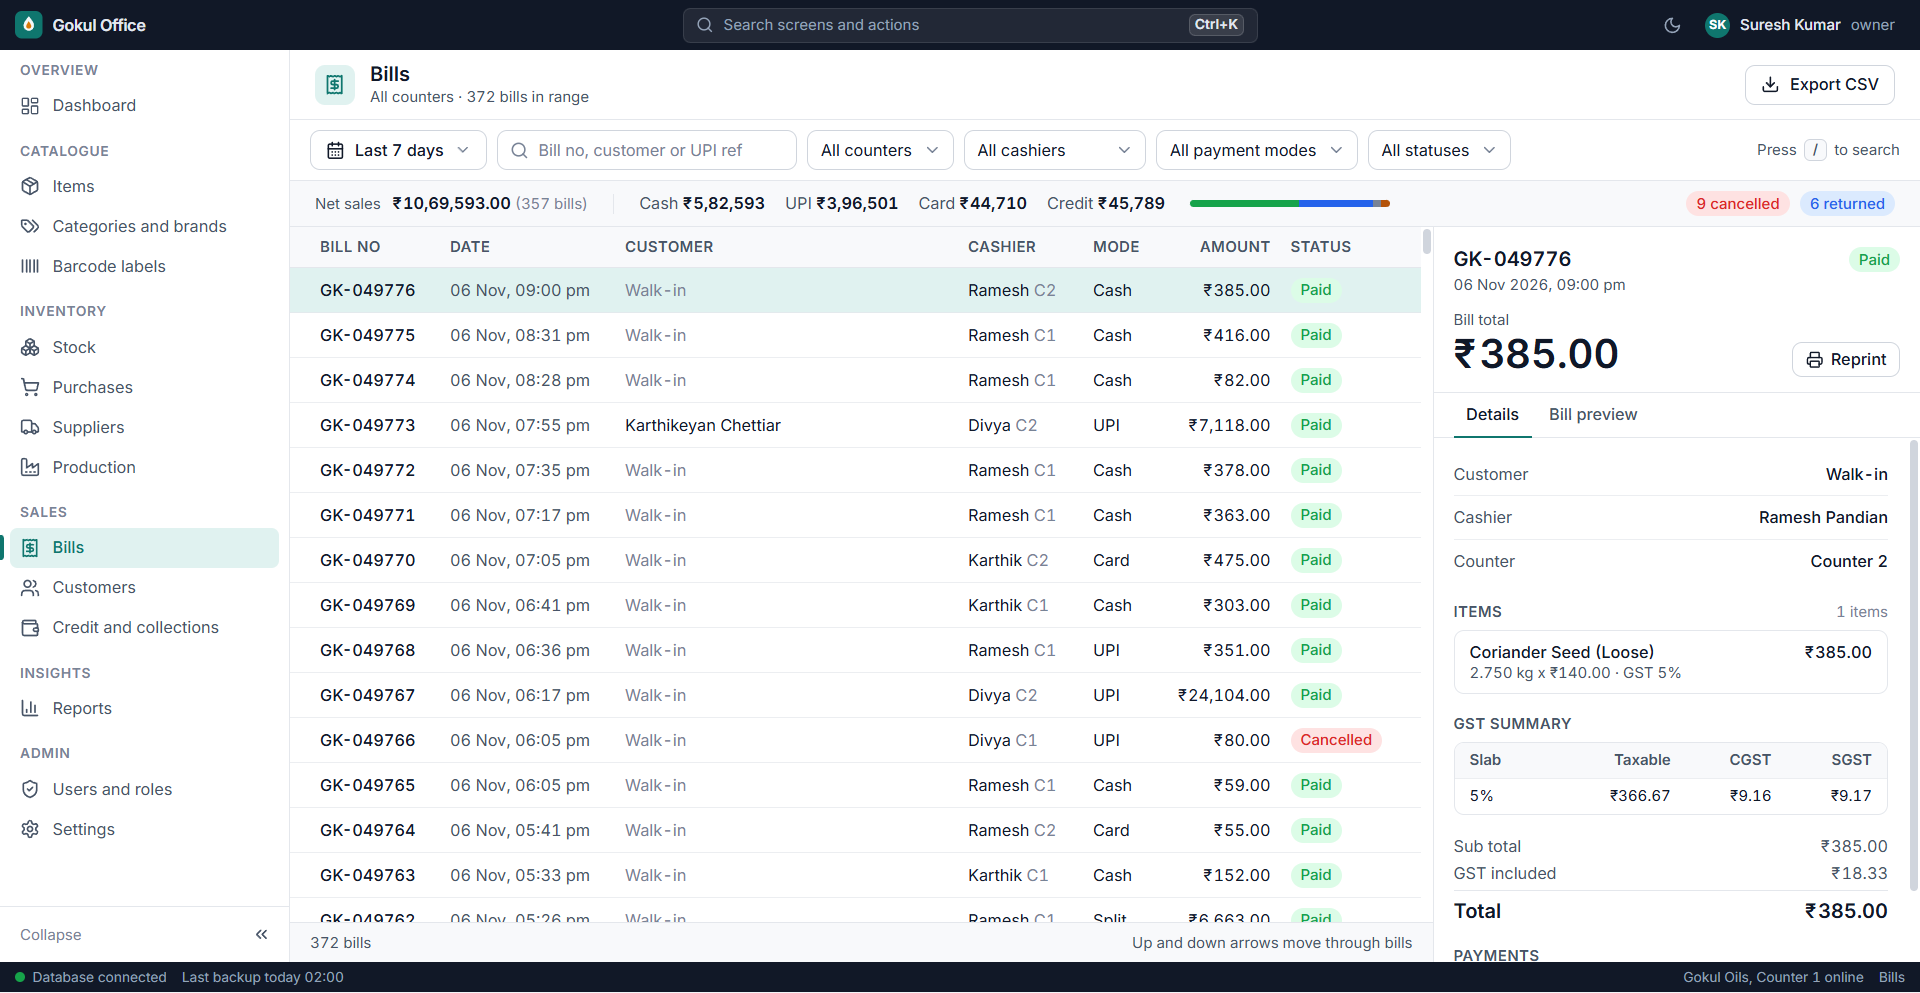 Gokul Office
Search screens and actions Ctrl+K
SK Suresh Kumar owner
OVERVIEW
Dashboard
CATALOGUE
Items
Categories and brands
Barcode labels
INVENTORY
Stock
Purchases
Suppliers
Production
SALES
Bills
Customers
Credit and collections
INSIGHTS
Reports
ADMIN
Users and roles
Settings
Collapse
Bills
All counters · 372 bills in range
Export CSV
Last 7 days Bill no, customer or UPI ref All counters All cashiers All payment modes All statuses Press / to search
Net sales ₹10,69,593.00 (357 bills) Cash ₹5,82,593 UPI ₹3,96,501 Card ₹44,710 Credit ₹45,789 9 cancelled 6 returned
BILL NO DATE CUSTOMER CASHIER MODE AMOUNT STATUS
GK-049776 06 Nov, 09:00 pm Walk-in Ramesh C2 Cash ₹385.00 Paid
GK-049775 06 Nov, 08:31 pm Walk-in Ramesh C1 Cash ₹416.00 Paid
GK-049774 06 Nov, 08:28 pm Walk-in Ramesh C1 Cash ₹82.00 Paid
GK-049773 06 Nov, 07:55 pm Karthikeyan Chettiar Divya C2 UPI ₹7,118.00 Paid
GK-049772 06 Nov, 07:35 pm Walk-in Ramesh C1 Cash ₹378.00 Paid
GK-049771 06 Nov, 07:17 pm Walk-in Ramesh C1 Cash ₹363.00 Paid
GK-049770 06 Nov, 07:05 pm Walk-in Karthik C2 Card ₹475.00 Paid
GK-049769 06 Nov, 06:41 pm Walk-in Karthik C1 Cash ₹303.00 Paid
GK-049768 06 Nov, 06:36 pm Walk-in Ramesh C1 UPI ₹351.00 Paid
GK-049767 06 Nov, 06:17 pm Walk-in Divya C2 UPI ₹24,104.00 Paid
GK-049766 06 Nov, 06:05 pm Walk-in Divya C1 UPI ₹80.00 Cancelled
GK-049765 06 Nov, 06:05 pm Walk-in Ramesh C1 Cash ₹59.00 Paid
GK-049764 06 Nov, 05:41 pm Walk-in Ramesh C2 Card ₹55.00 Paid
GK-049763 06 Nov, 05:33 pm Walk-in Karthik C1 Cash ₹152.00 Paid
GK-049762 06 Nov, 05:26 pm Walk-in Ramesh C1 Split ₹6,663.00 Paid
372 bills Up and down arrows move through bills
GK-049776 Paid
06 Nov 2026, 09:00 pm
Bill total
₹385.00 Reprint
Details Bill preview
Customer Walk-in
Cashier Ramesh Pandian
Counter Counter 2
ITEMS 1 items
Coriander Seed (Loose) ₹385.00
2.750 kg x ₹140.00 · GST 5%
GST SUMMARY
Slab Taxable CGST SGST
5% ₹366.67 ₹9.16 ₹9.17
Sub total ₹385.00
GST included ₹18.33
Total ₹385.00
PAYMENTS
Database connected Last backup today 02:00 Gokul Oils, Counter 1 online Bills